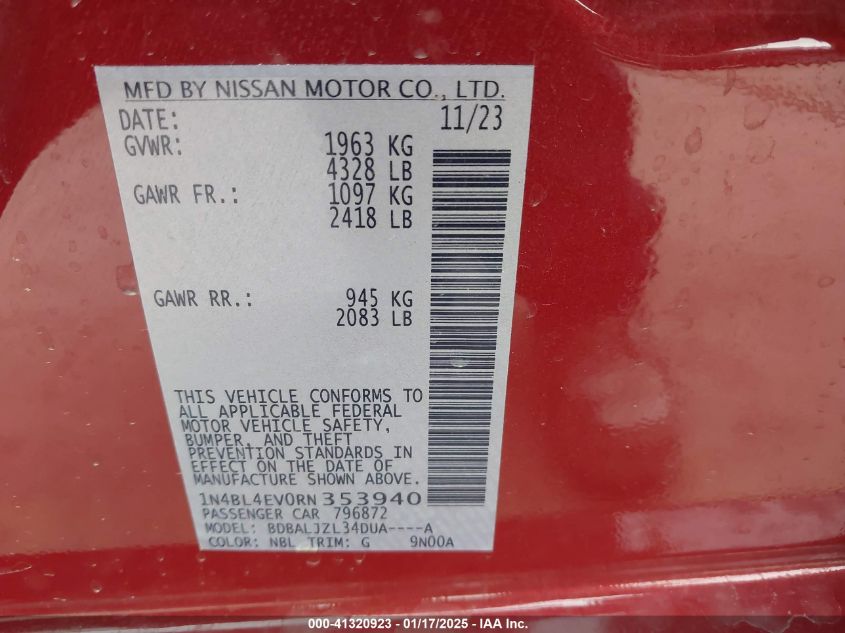 MFD BY NISSAN MOTOR CO., LTD.
DATE: 11/23
GVWR: 1963 KG
4328 LB
GAWR FR.: 1097 KG
2418 LB
GAWR RR.: 945 KG
2083 LB
THIS VEHICLE CONFORMS TO
ALL APPLICABLE FEDERAL
MOTOR VEHICLE SAFETY,
BUMPER, AND THEFT
PREVENTION STANDARDS IN
EFFECT ON THE DATE OF
MANUFACTURE SHOWN ABOVE.
1N4BL4EV0RN353940
PASSENGER CAR 796872
MODEL: BDBALJZL34DUA----A
COLOR: NBL TRIM: G 9N00A
000-41320923 / 01/17/2025 - IAA Inc.